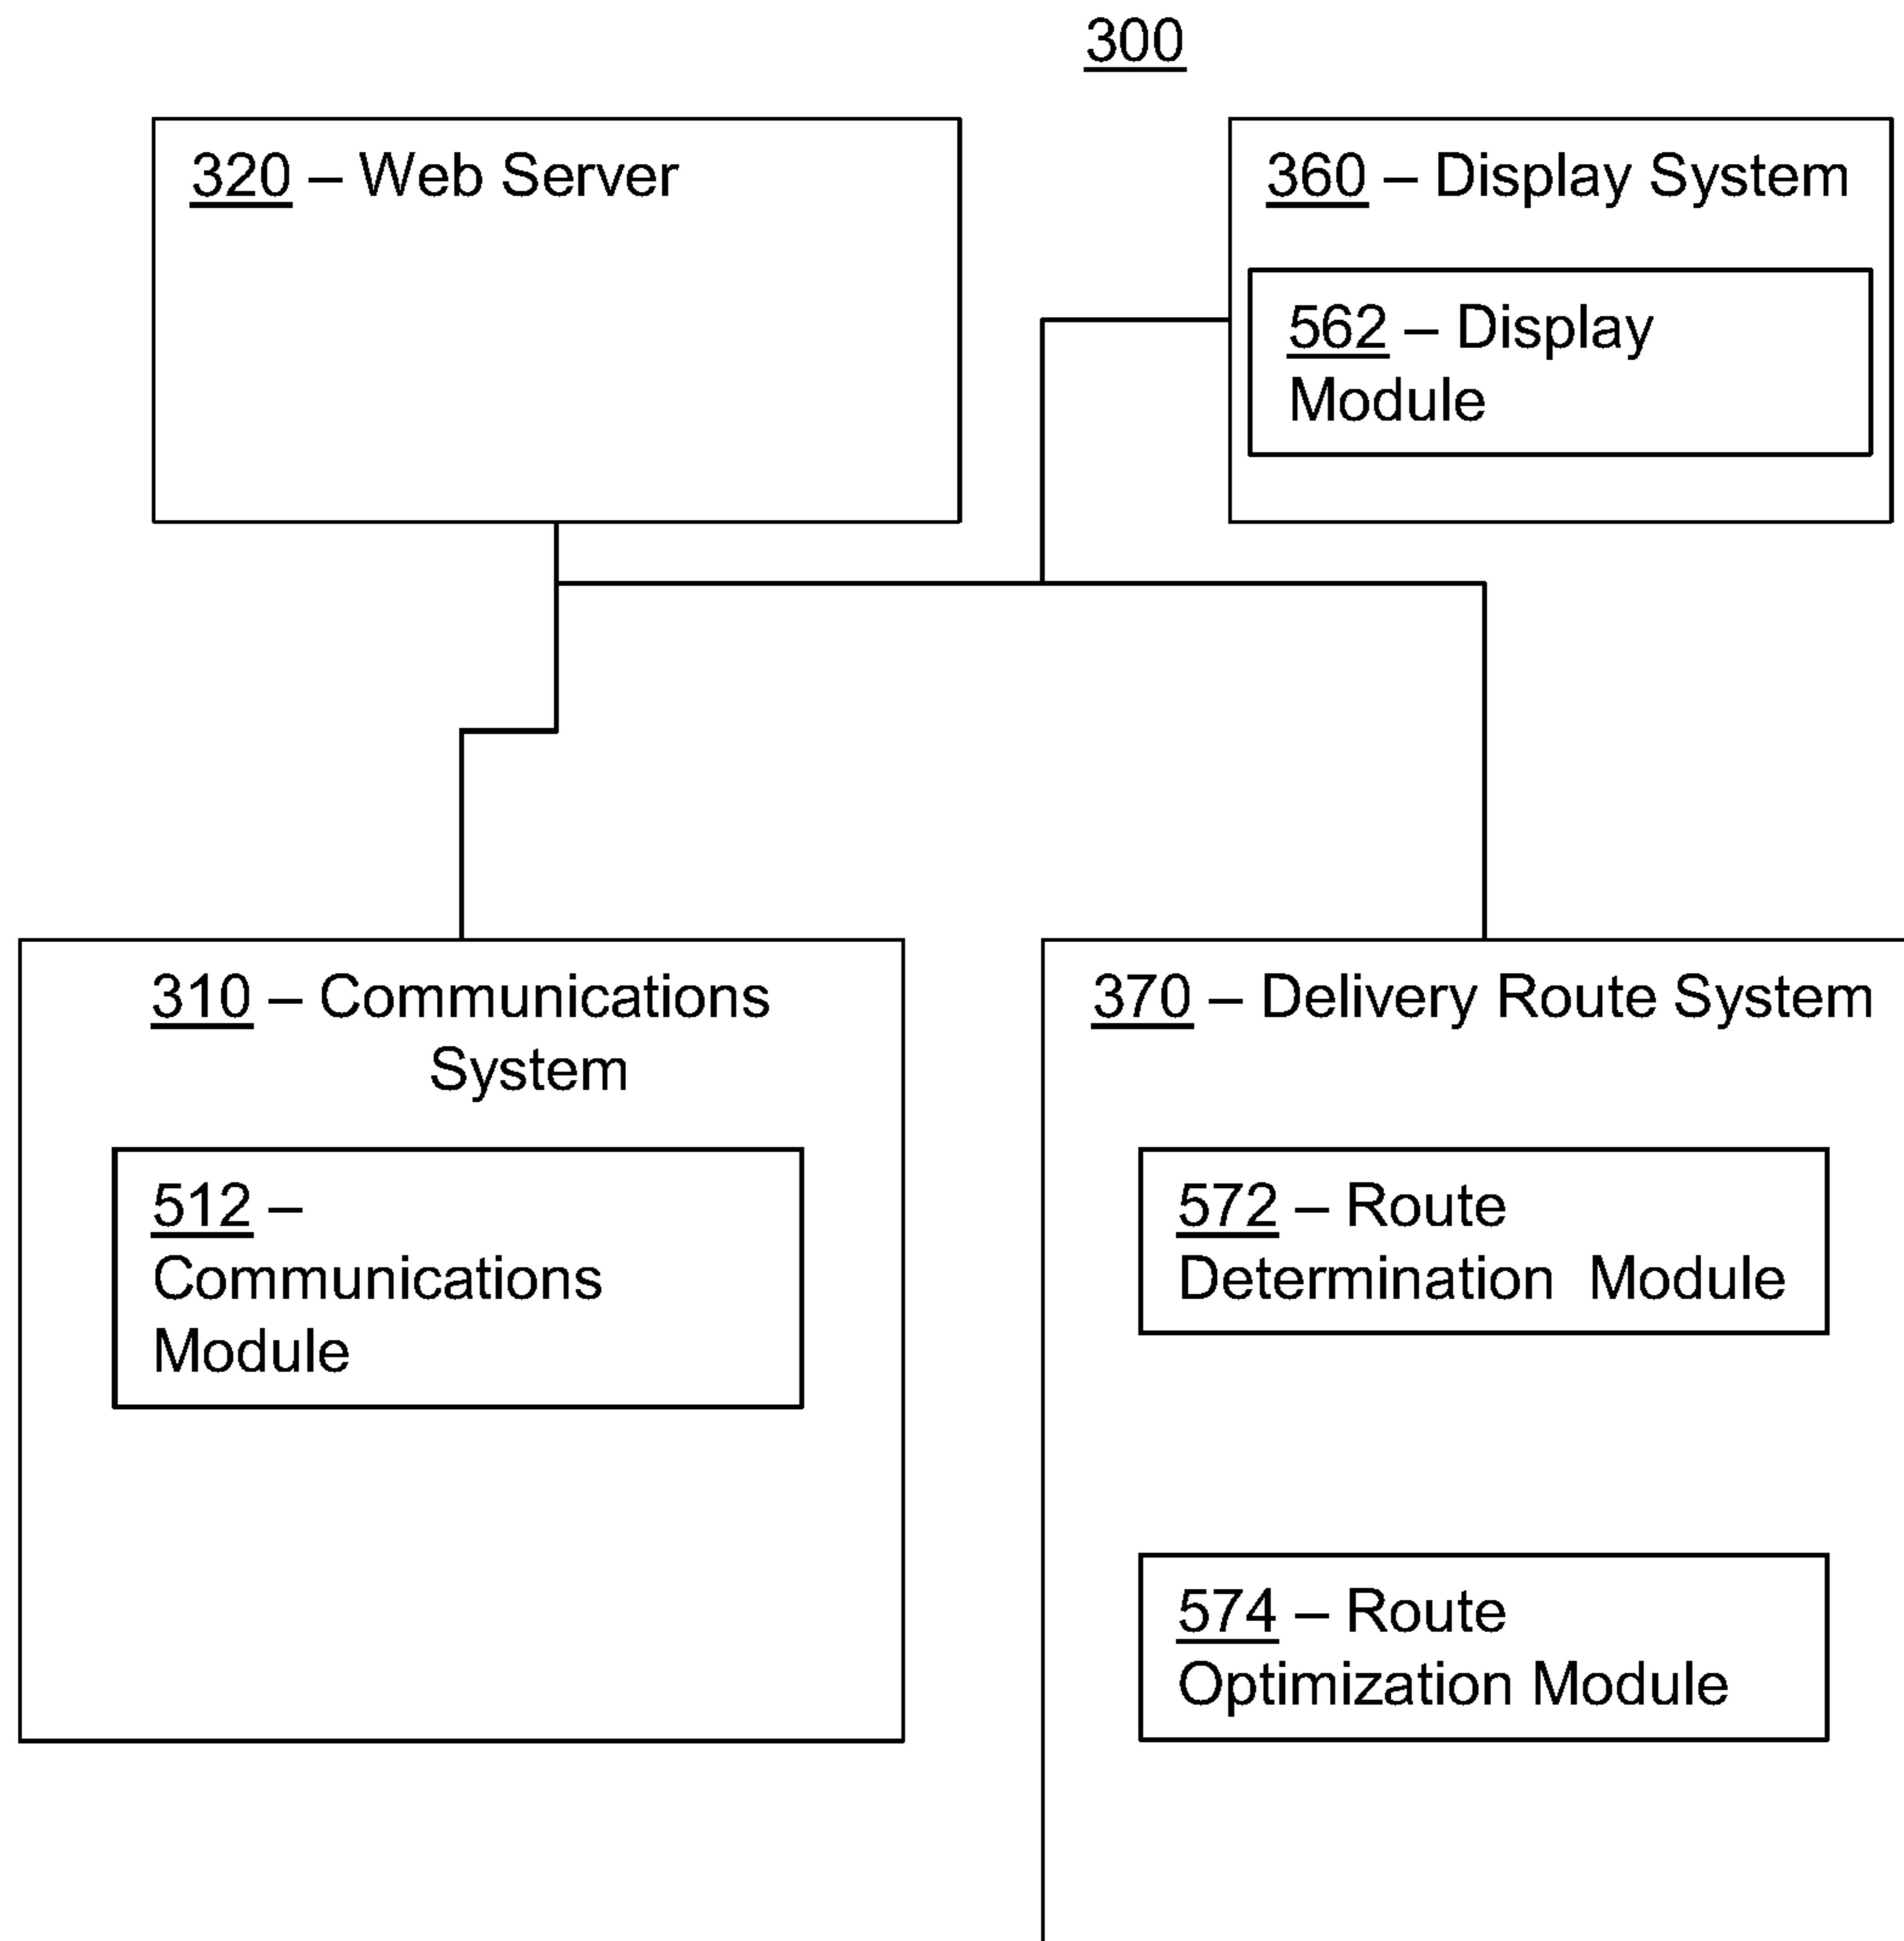 300
320 – Web Server
360 – Display System
562 – Display
Module
310 – Communications
System
512 –
Communications
Module
370 – Delivery Route System
572 – Route
Determination Module
574 – Route
Optimization Module